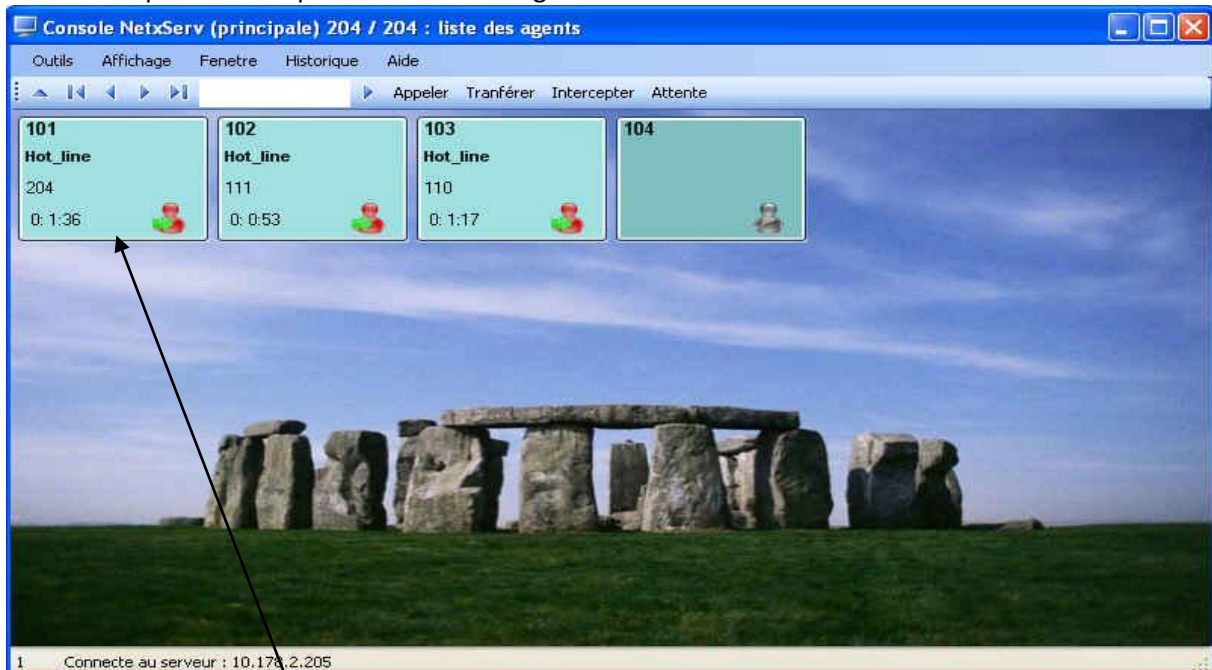 Console NetxServ (principale) 204 / 204 : liste des agents
Outils Affichage Fenetre Historique Aide
Appeler Tranférer Intercepter Attente
101
Hot_line
204
0: 1:36
102
Hot_line
111
0: 0:53
103
Hot_line
110
0: 1:17
104
1 Connecte au serveur : 10.178.2.205